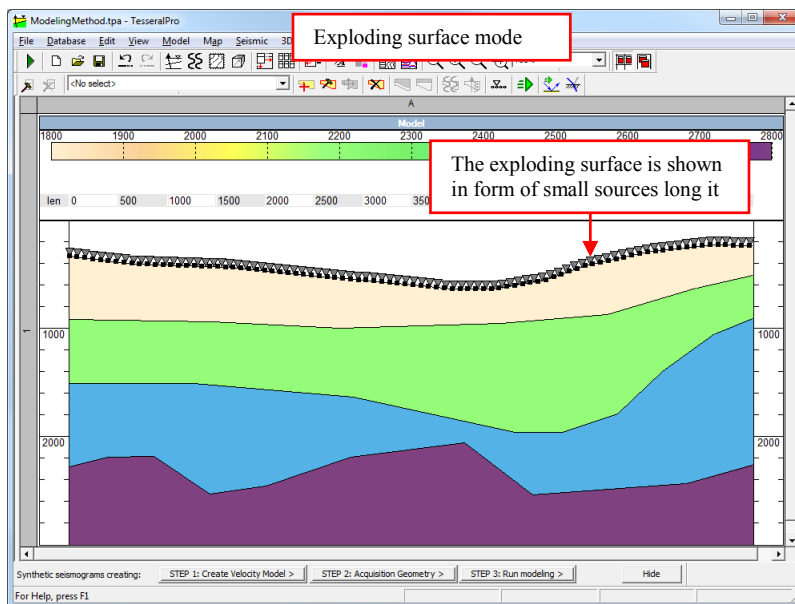 ModelingMethod.tpa - TesseralPro
File Database Edit View Model Map Seismic 3D
Exploding surface mode
<No select>
A
Model
1800 1900 2000 2100 2200 2300 2400 2500 2600 2700 2800
The exploding surface is shown
in form of small sources long it
len 0 500 1000 1500 2000 2500 3000 350
1
1000 1000
2000 2000
Synthetic seismograms creating: STEP 1: Create Velocity Model > STEP 2: Acquisition Geometry > STEP 3: Run modeling > Hide
For Help, press F1